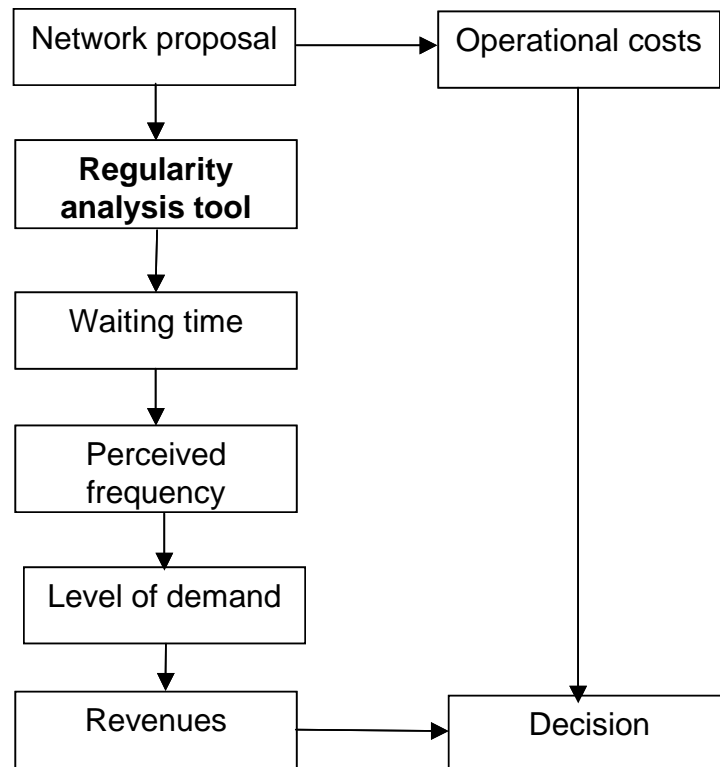 Network proposal
Operational costs
Regularity
analysis tool
Waiting time
Perceived
frequency
Level of demand
Revenues
Decision